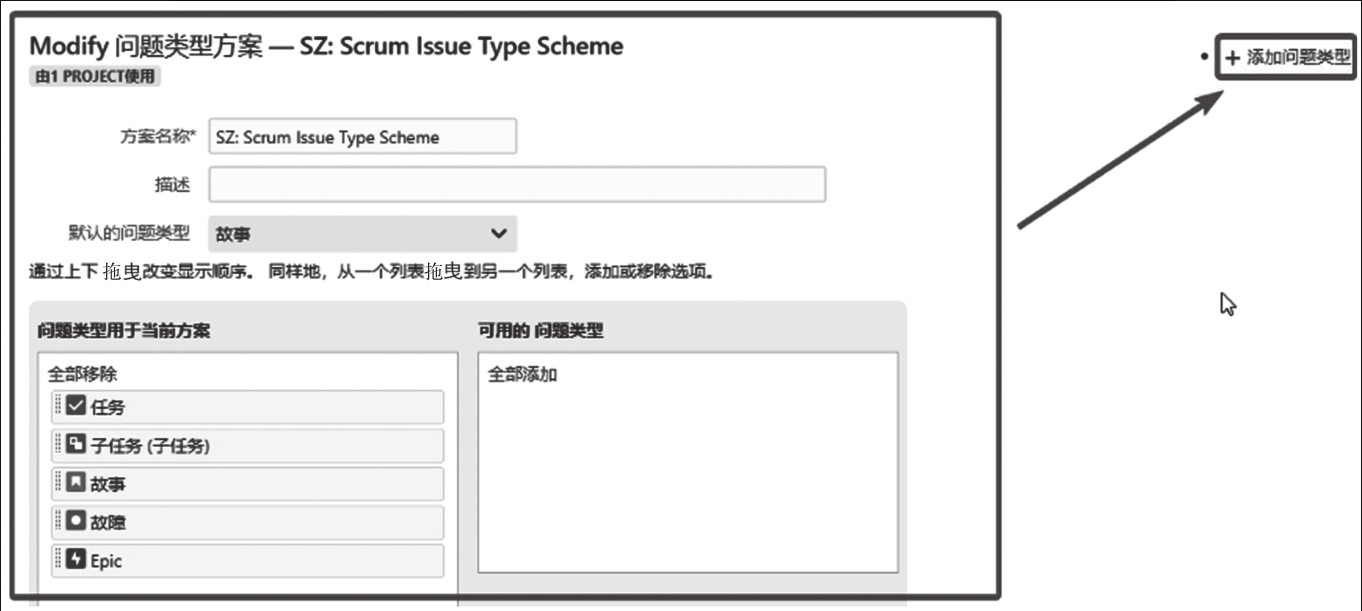 Modify 问题类型方案 — SZ: Scrum Issue Type Scheme
由1 PROJECT使用
+ 添加问题类型
方案名称* SZ: Scrum Issue Type Scheme
描述
默认的问题类型 故事
通过上下 拖曳改变显示顺序。 同样地，从一个列表拖曳到另一个列表，添加或移除选项。
问题类型用于当前方案
全部移除
任务
子任务 (子任务)
故事
故障
Epic
可用的 问题类型
全部添加